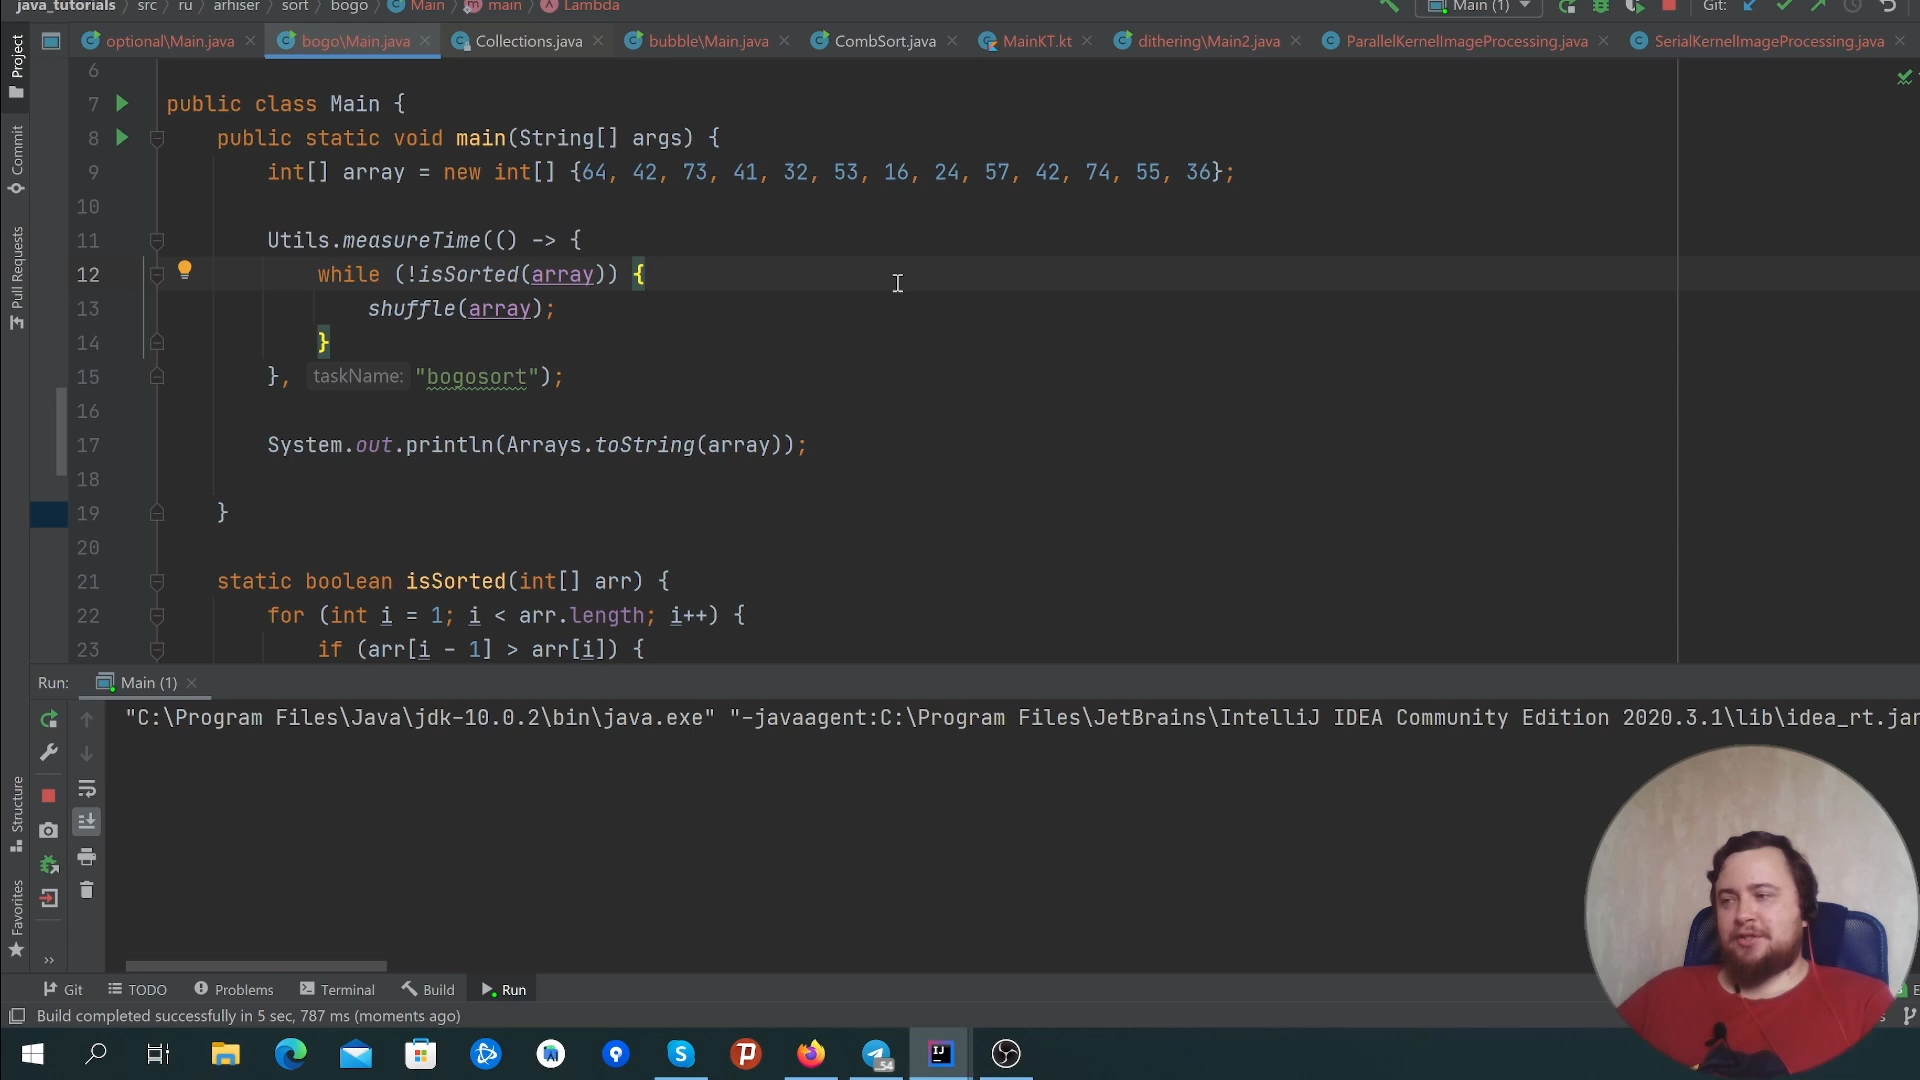 java_tutorials src ru arhiser sort bogo Main main Lambda Main (1) Git:
optional\Main.java bogo\Main.java Collections.java bubble\Main.java CombSort.java MainKT.kt dithering\Main2.java ParallelKernelImageProcessing.java SerialKernelImageProcessing.java
Project
Commit
Pull Requests
Structure
Favorites
6
7 public class Main {
8 public static void main(String[] args) {
9 int[] array = new int[] {64, 42, 73, 41, 32, 53, 16, 24, 57, 42, 74, 55, 36};
10
11 Utils.measureTime(() -> {
12 while (!isSorted(array)) {
13 shuffle(array);
14 }
15 }, taskName: "bogosort");
16
17 System.out.println(Arrays.toString(array));
18
19 }
20
21 static boolean isSorted(int[] arr) {
22 for (int i = 1; i < arr.length; i++) {
23 if (arr[i - 1] > arr[i]) {
Run: Main (1)
"C:\Program Files\Java\jdk-10.0.2\bin\java.exe" "-javaagent:C:\Program Files\JetBrains\IntelliJ IDEA Community Edition 2020.3.1\lib\idea_rt.jar
Git TODO Problems Terminal Build Run
Build completed successfully in 5 sec, 787 ms (moments ago)
54